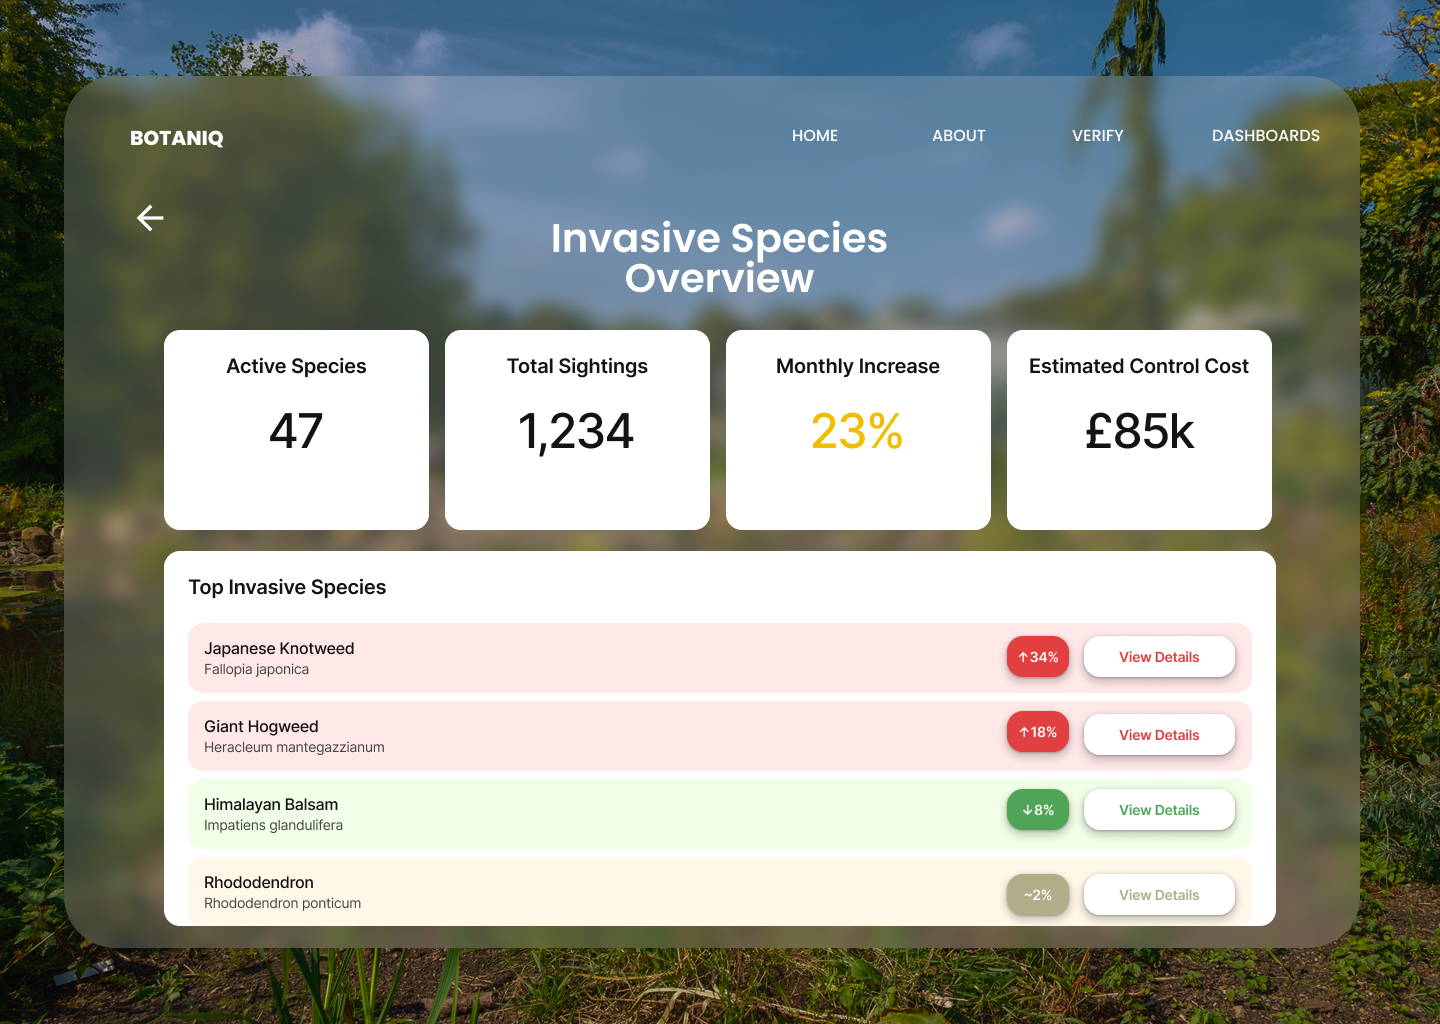 BOTANIQ
HOME
ABOUT
VERIFY
DASHBOARDS
Invasive Species
Overview
Active Species
47
Total Sightings
1,234
Monthly Increase
23%
Estimated Control Cost
£85k
Top Invasive Species
Japanese Knotweed
Fallopia japonica
↑34%
View Details
Giant Hogweed
Heracleum mantegazzianum
↑18%
View Details
Himalayan Balsam
Impatiens glandulifera
↓8%
View Details
Rhododendron
Rhododendron ponticum
~2%
View Details